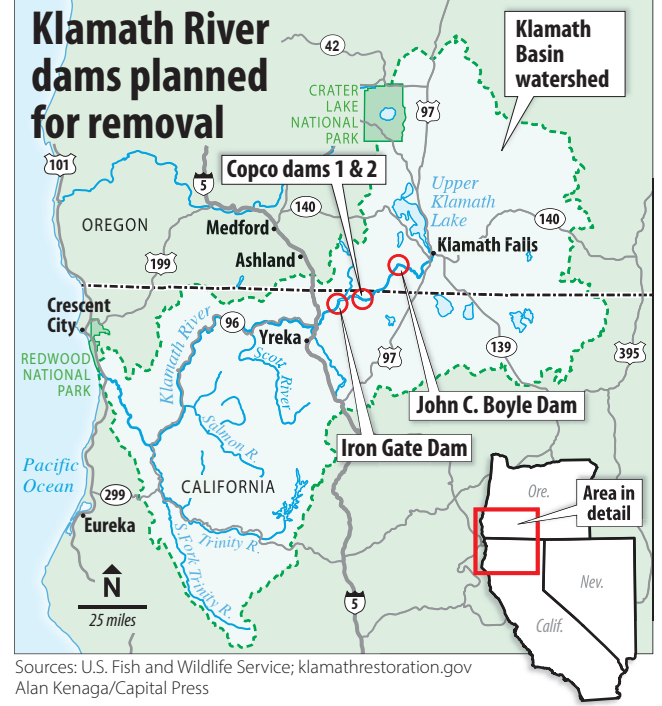 Klamath River
dams planned
for removal
Klamath
Basin
watershed
42
CRATER
LAKE
NATIONAL
PARK
97
101
5
Copco dams 1 & 2
Upper
Klamath
Lake
140
140
OREGON
Medford
Klamath Falls
Ashland
199
Crescent
City
Klamath River
96
Yreka
Scott River
97
139
395
REDWOOD
NATIONAL
PARK
John C. Boyle Dam
Salmon R.
Iron Gate Dam
Pacific
Ocean
CALIFORNIA
299
Eureka
Trinity R.
S Fork Trinity R.
Ore.
Area in
detail
Nev.
Calif.
N
25 miles
5
Sources: U.S. Fish and Wildlife Service; klamathrestoration.gov
Alan Kenaga/Capital Press